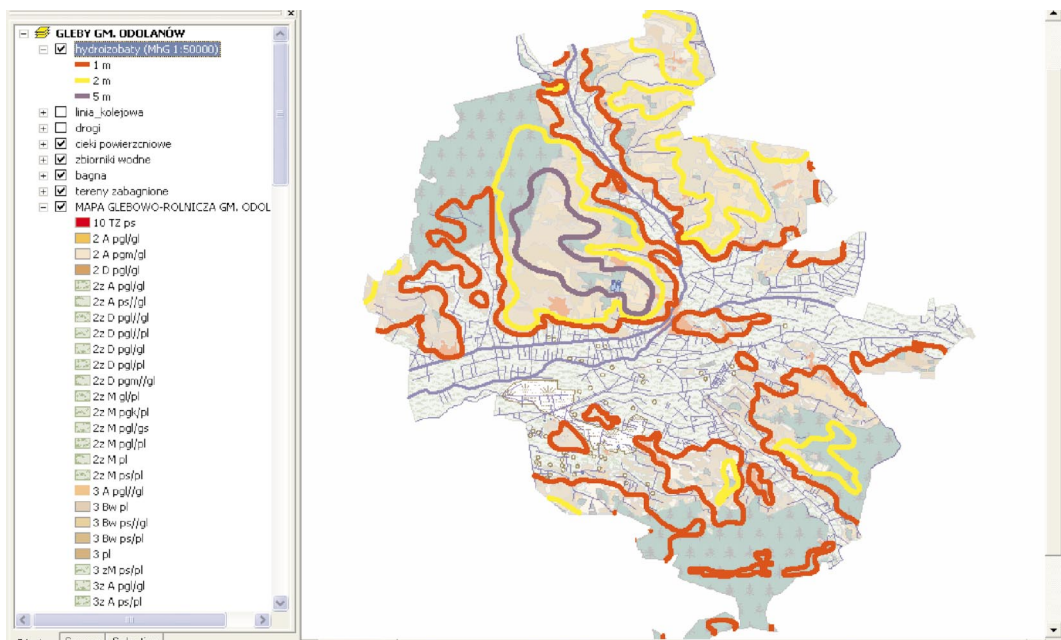 GLEBY GM. ODOLANÓW
hydroizobaty (MhG 1:50000)
1 m
2 m
5 m
linia_kolejowa
drogi
cieki powierzchniowe
zbiorniki wodne
bagna
tereny zabagnione
MAPA GLEBOWO-ROLNICZA GM. ODOL
10 TZ ps
2 A pgl/gl
2 A pgm/gl
2 D pgl/gl
2z A pgl/gl
2z A ps//gl
2z D pgl//gl
2z D pgl//pl
2z D pgl/gl
2z D pgl/pl
2z D pgm//gl
2z M gl/pl
2z M pgk/pl
2z M pgl/gs
2z M pgl/pl
2z M pl
2z M ps/pl
3 A pgl//gl
3 Bw pl
3 Bw ps//gl
3 Bw ps/pl
3 pl
3 zM ps/pl
3z A pgl/gl
3z A ps/pl